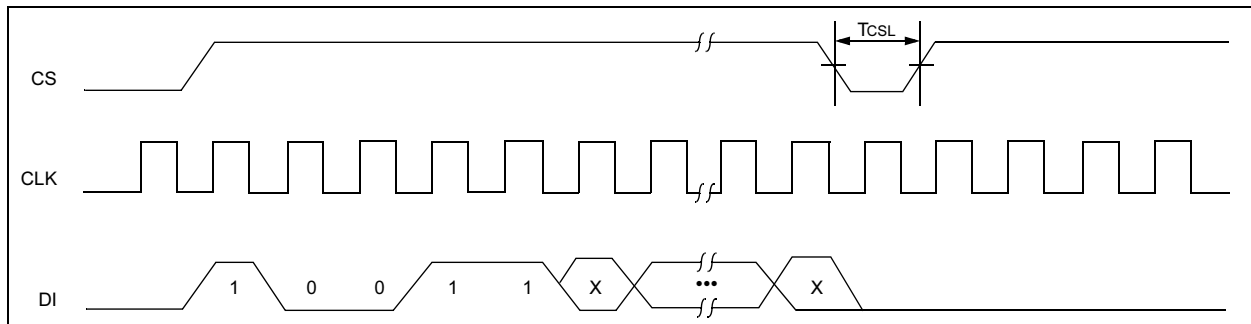 TCSL
CS
CLK
DI 1 0 0 1 1 X ••• X